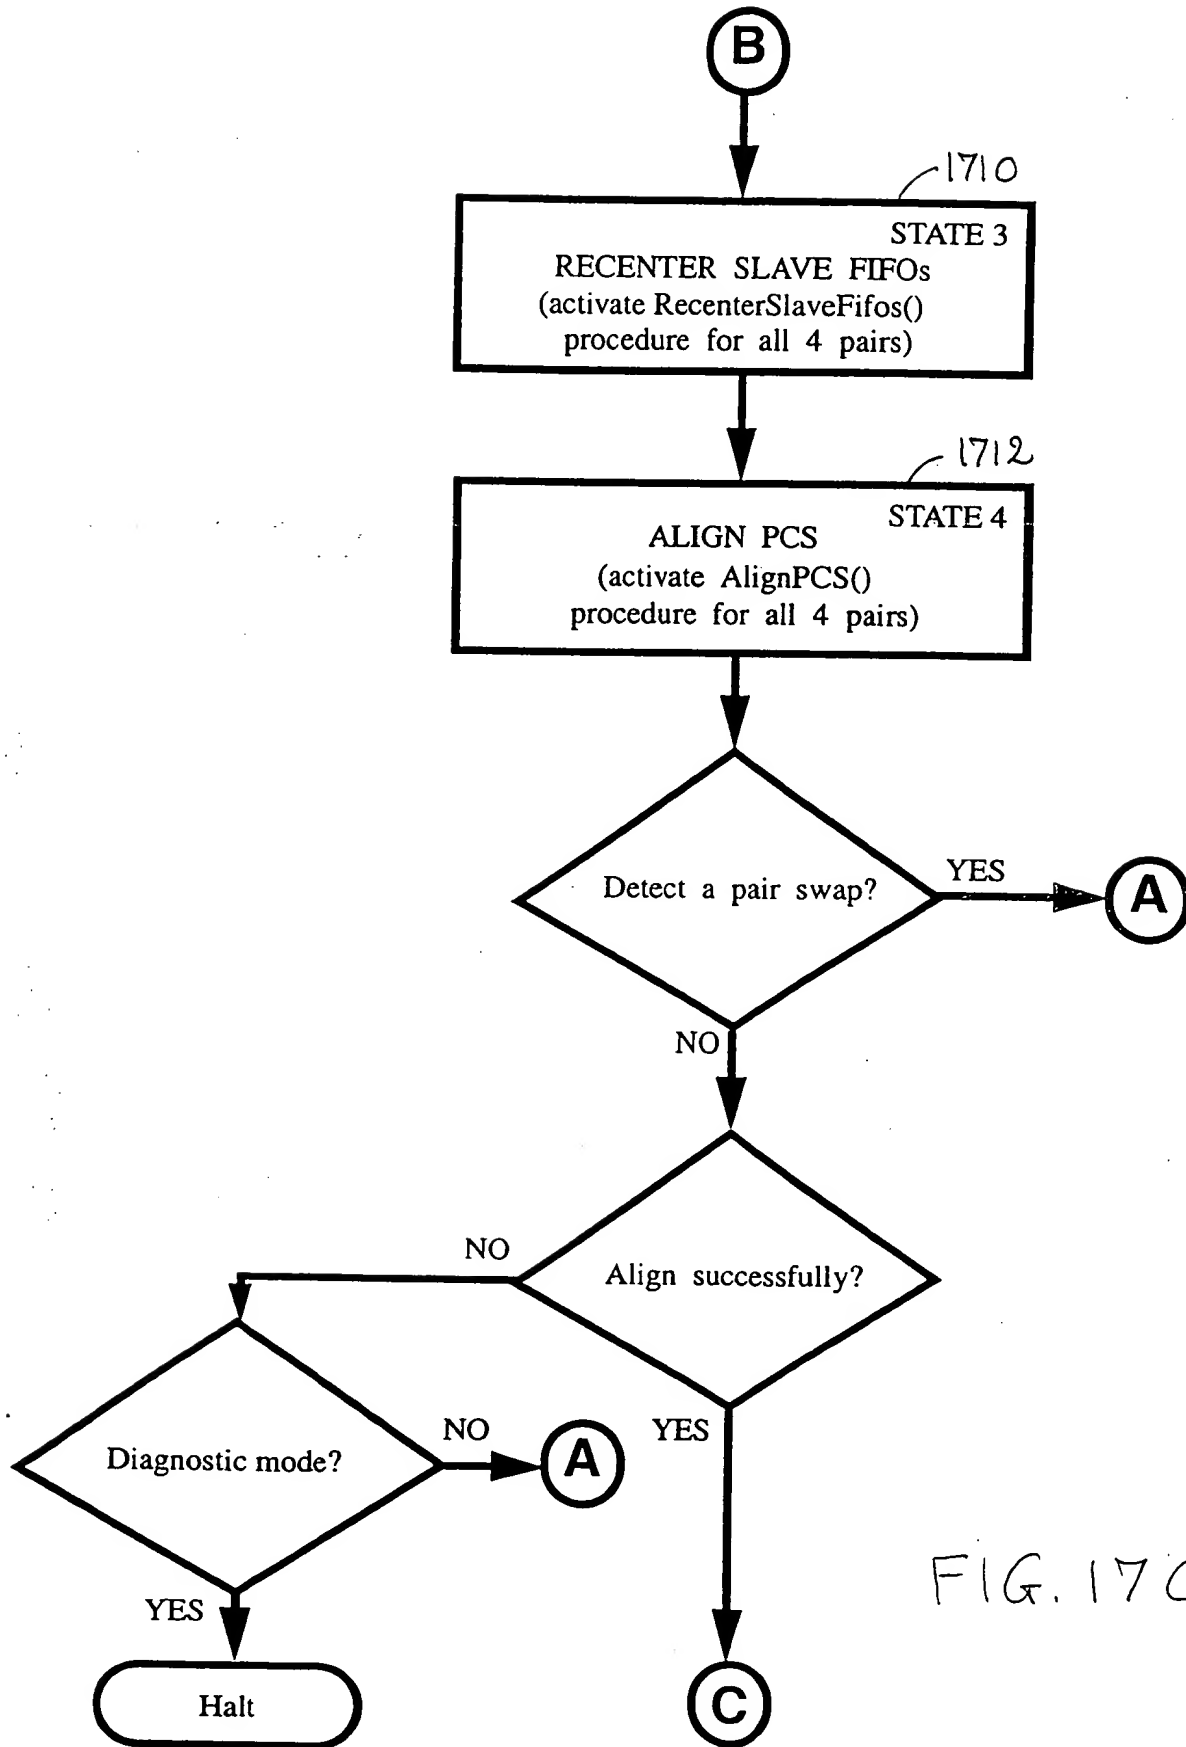 B
1710
STATE 3
RECENTER SLAVE FIFOs
(activate RecenterSlaveFifos()
procedure for all 4 pairs)
1712
STATE 4
ALIGN PCS
(activate AlignPCS()
procedure for all 4 pairs)
Detect a pair swap?
YES
A
NO
Align successfully?
NO
YES
Diagnostic mode?
NO
A
YES
Halt
C
FIG. 17C